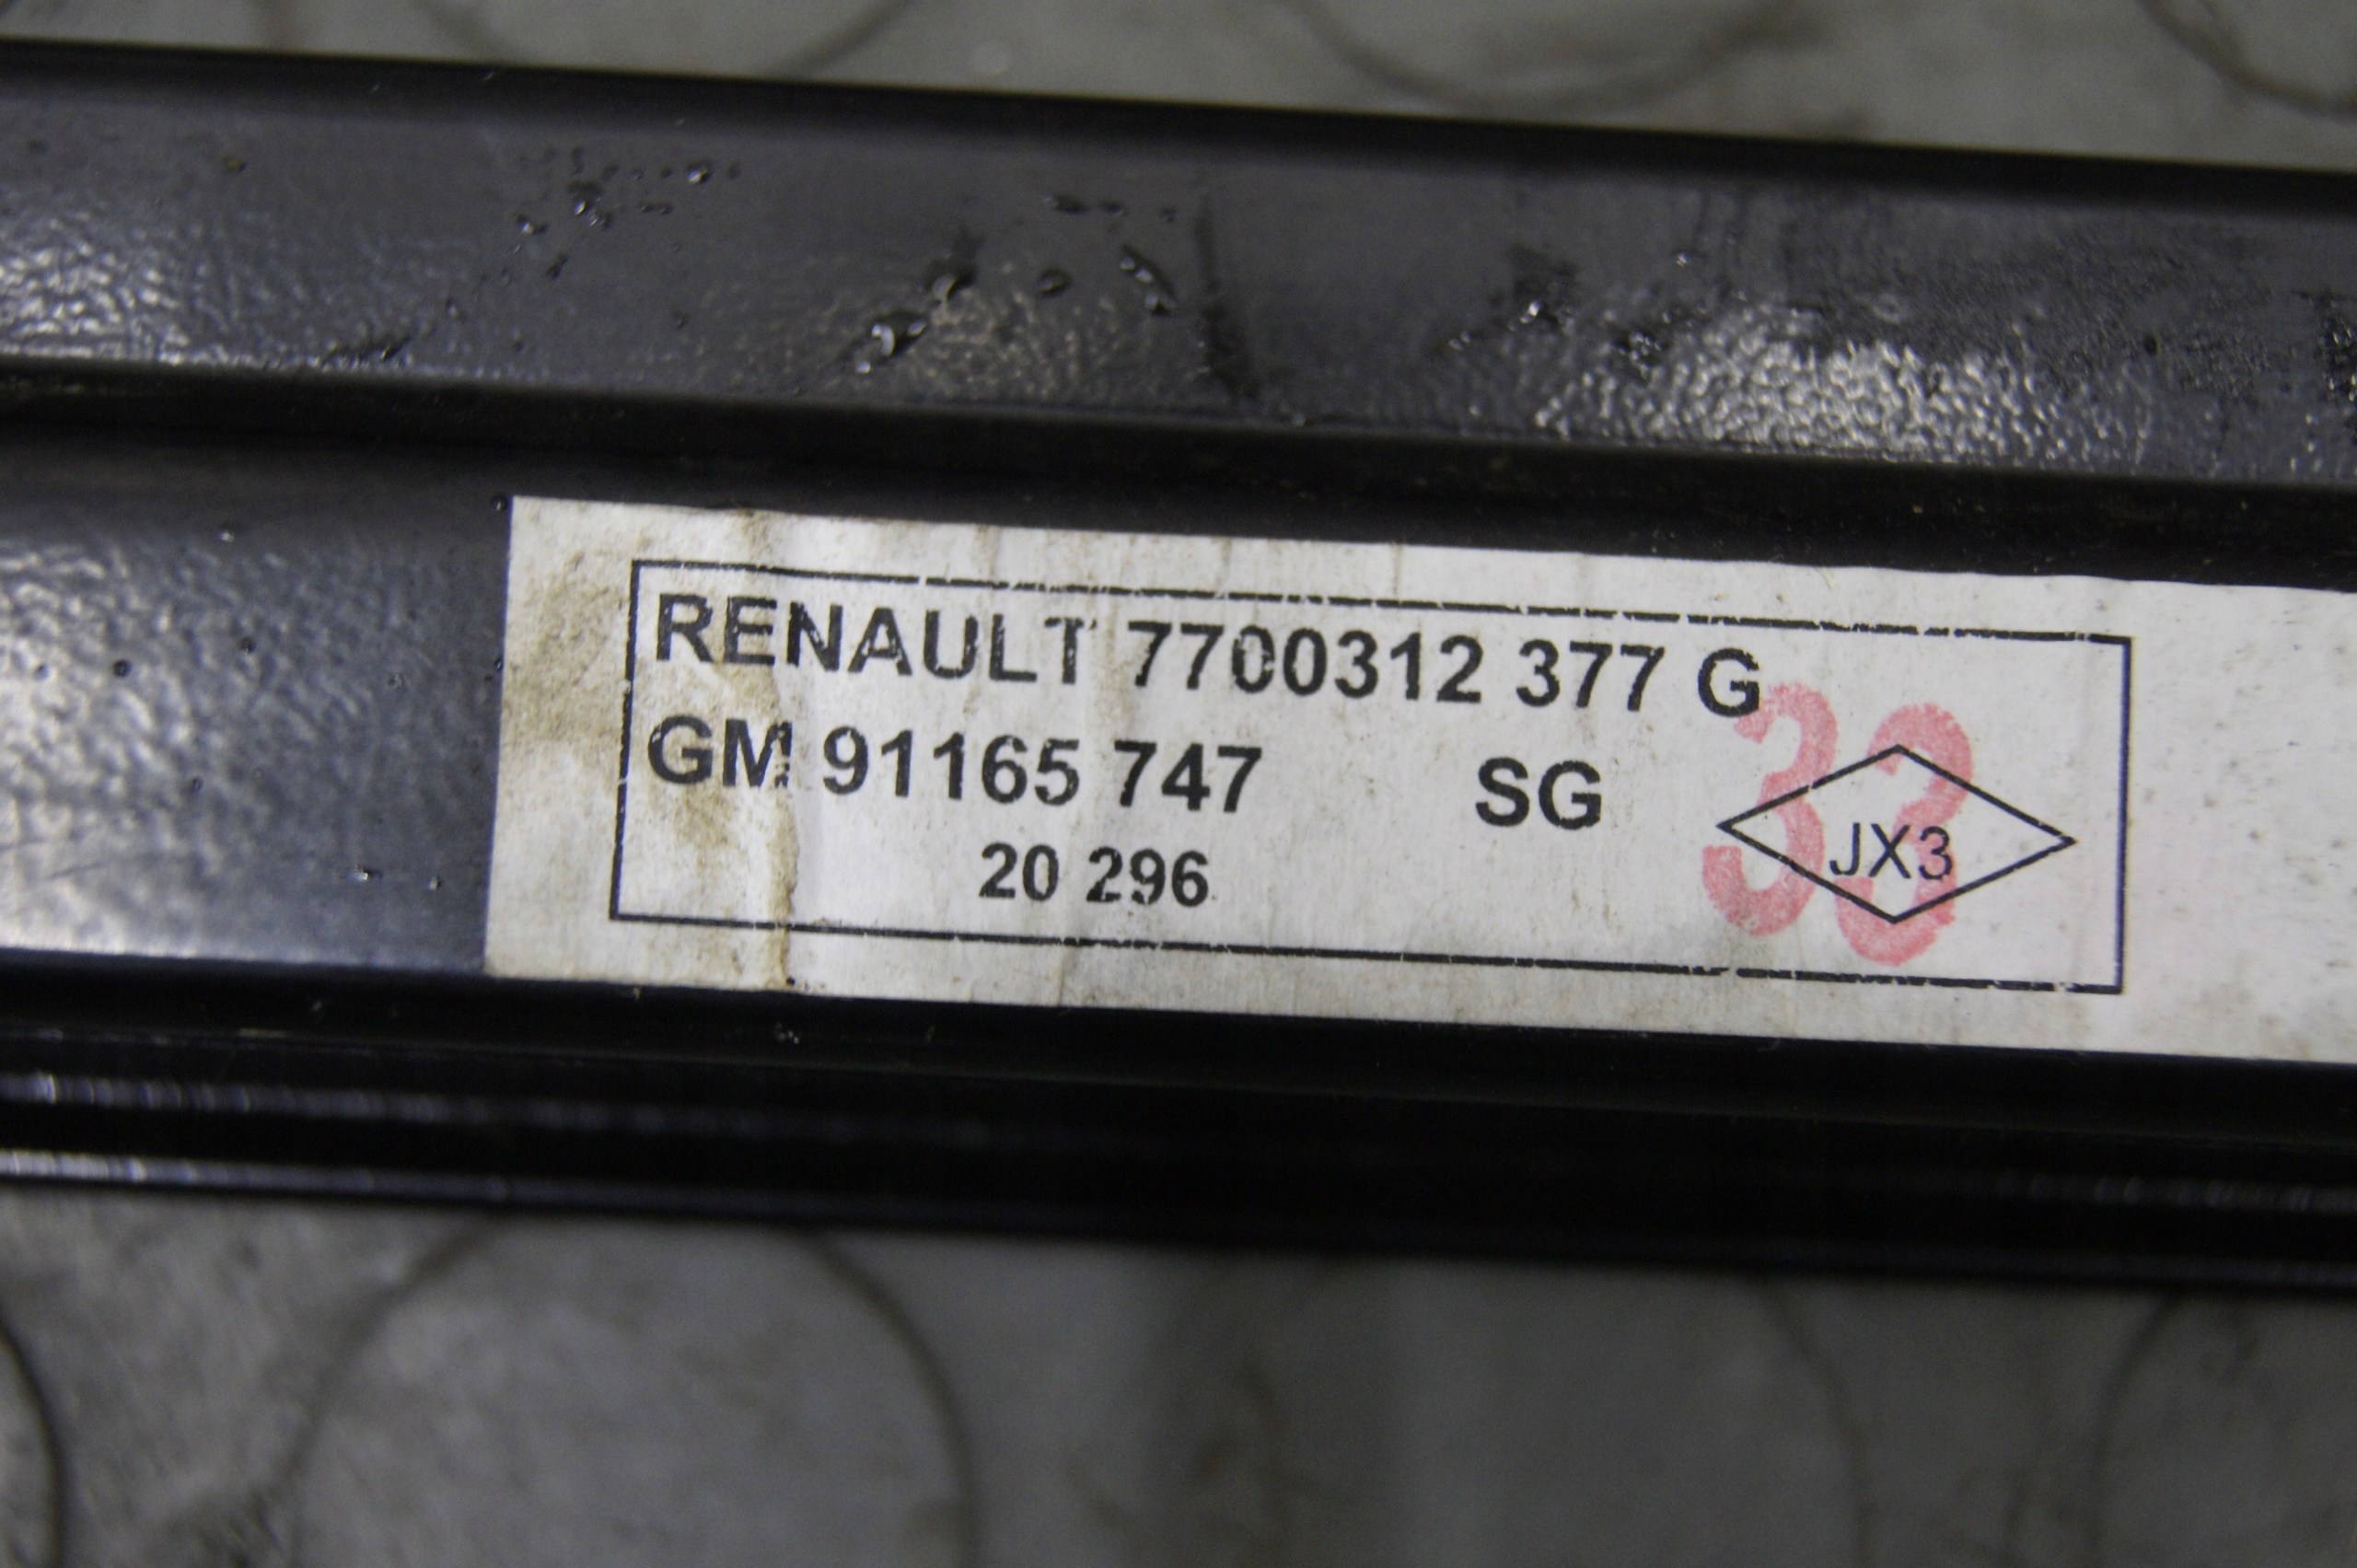 RENAULT 7700312 377 G
GM 91165 747 SG
33
JX3
20 296